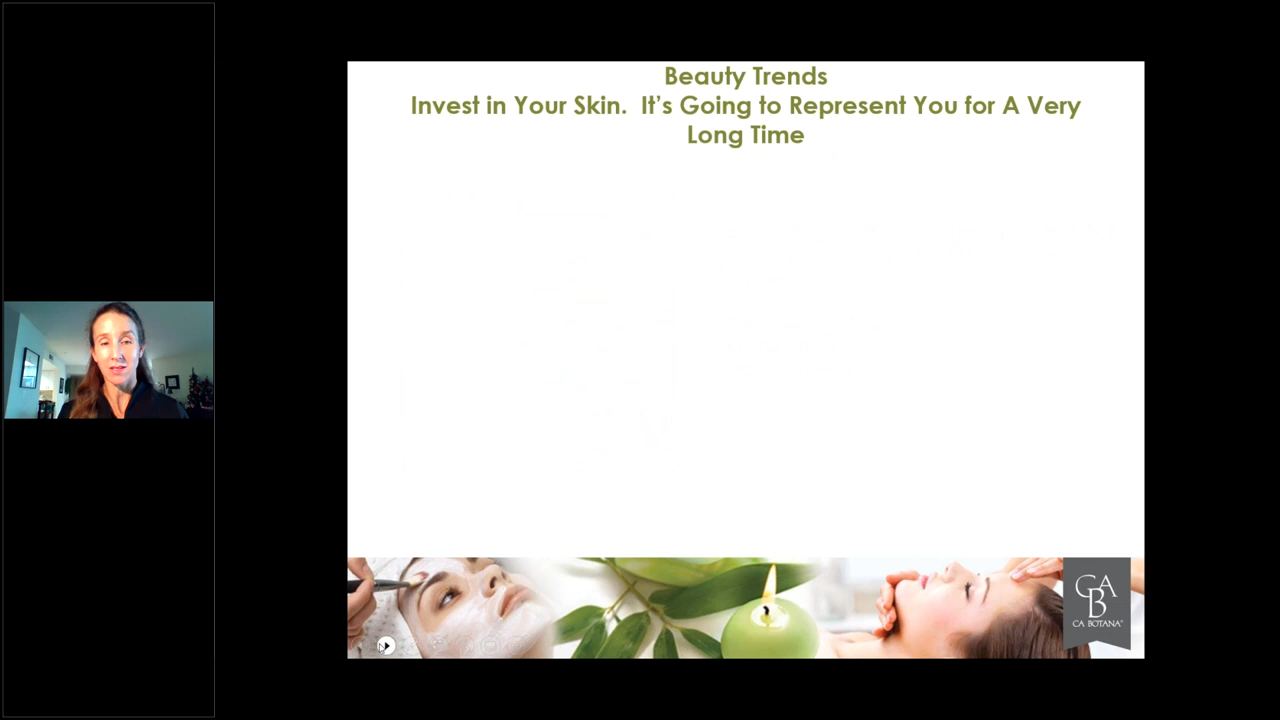 Beauty Trends
Invest in Your Skin.  It’s Going to Represent You for A Very
Long Time
CA
B
CA BOTANA®